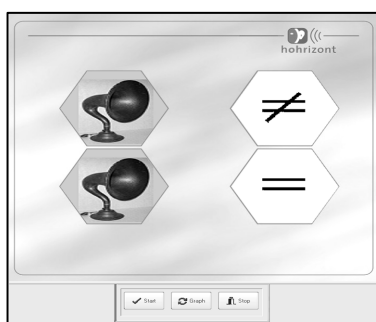 hohrizont
≠
=
Start Graph Stop